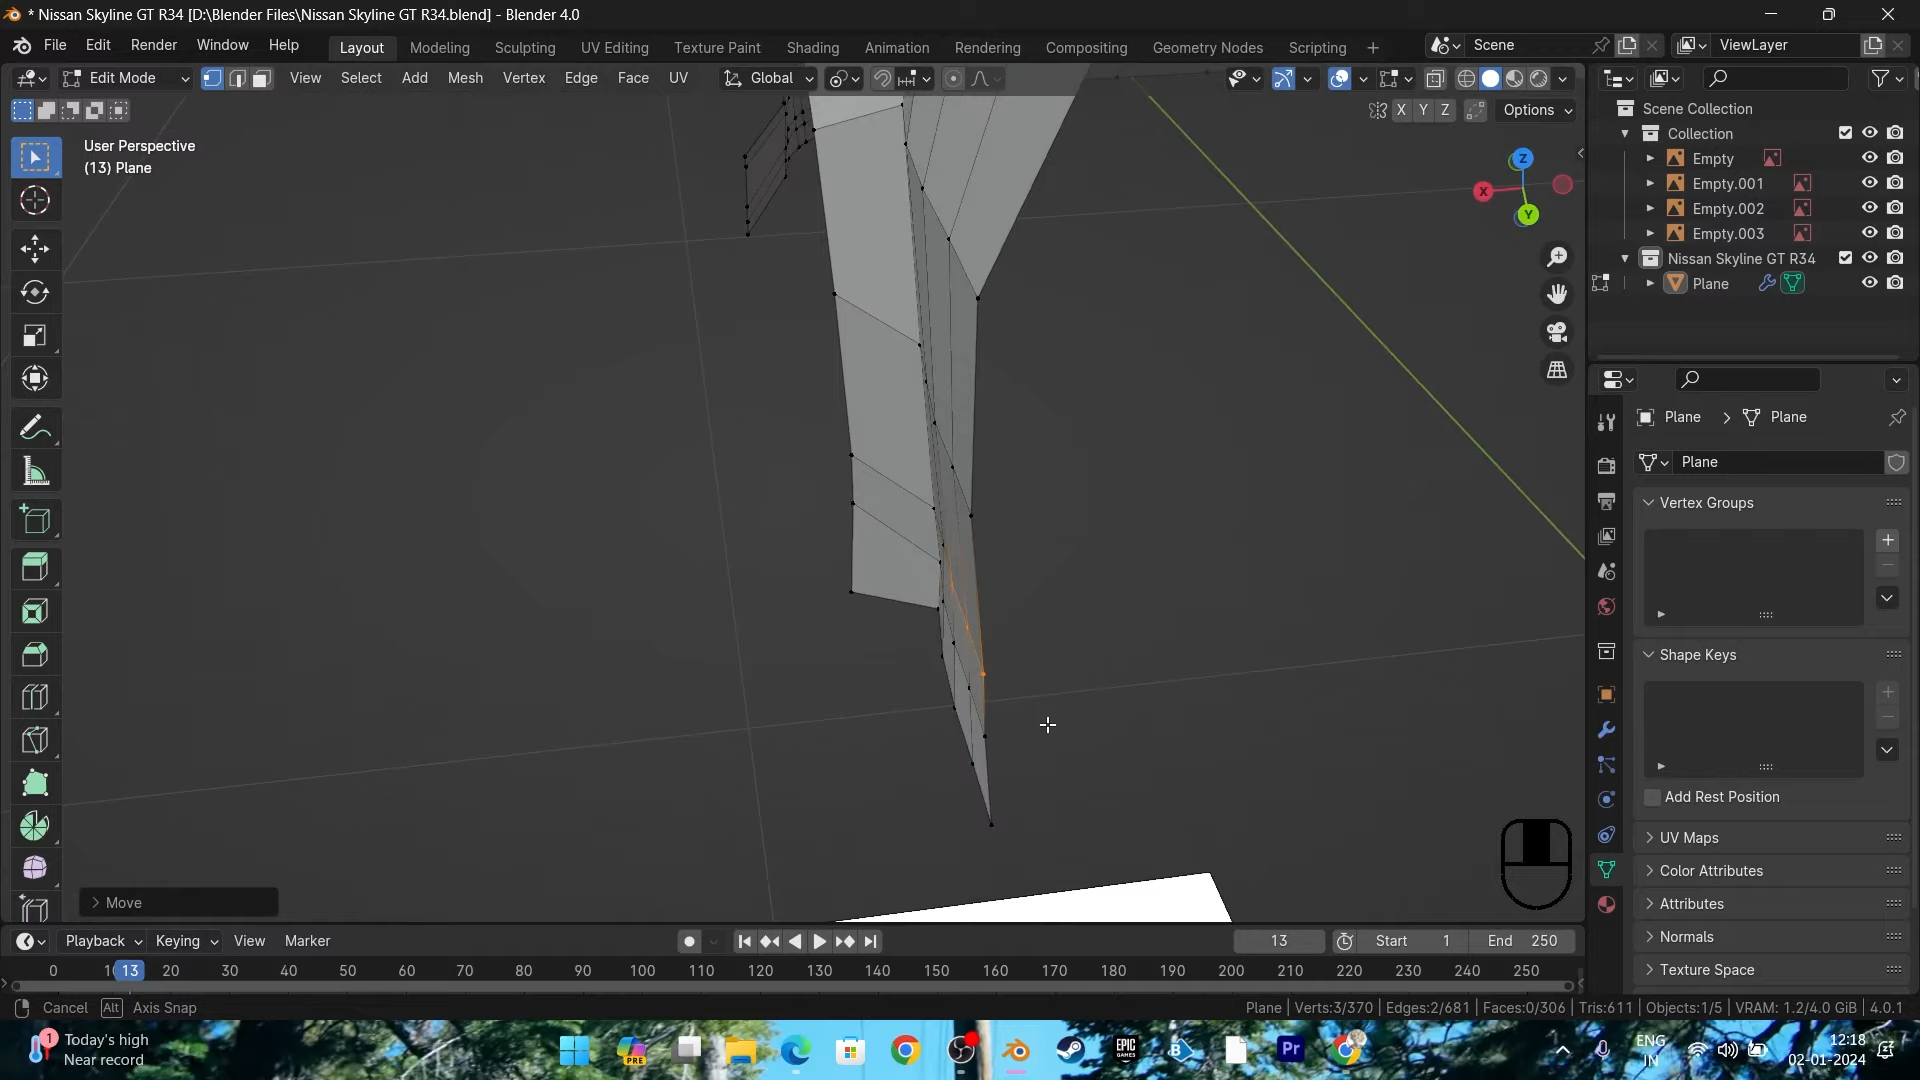 * Nissan Skyline GT R34 [D:\Blender Files\Nissan Skyline GT R34.blend] - Blender 4.0
File Edit Render Window Help Layout Modeling Sculpting UV Editing Texture Paint Shading Animation Rendering Compositing Geometry Nodes Scripting Scene ViewLayer
Edit Mode View Select Add Mesh Vertex Edge Face UV Global
X Y Z Options
User Perspective
(13) Plane
Z
X
Y
Scene Collection
Collection
Empty
Empty.001
Empty.002
Empty.003
Nissan Skyline GT R34
Plane
Plane > Plane
Plane
Vertex Groups
Shape Keys
Add Rest Position
UV Maps
Color Attributes
Attributes
Normals
Texture Space
> Move
Playback Keying View Marker 13 Start 1 End 250
0 10 13 20 30 40 50 60 70 80 90 100 110 120 130 140 150 160 170 180 190 200 210 220 230 240 250
Cancel Alt Axis Snap
Plane | Verts:3/370 | Edges:2/681 | Faces:0/306 | Tris:611 | Objects:1/5 | VRAM: 1.2/4.0 GiB | 4.0.1
1 Today's high
Near record
PRE
EPIC GAMES
B
Pr
ENG
IN
12:18
02-01-2024